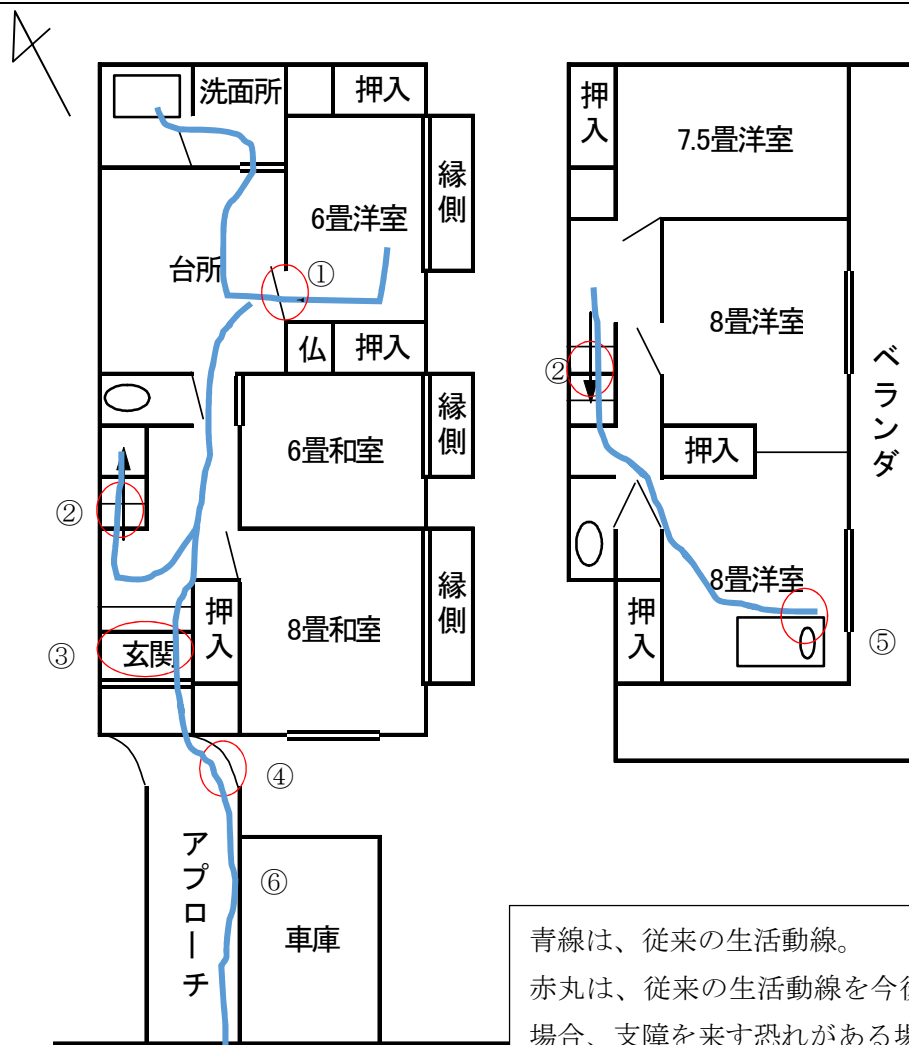 洗面所
押入
縁側
6畳洋室
①
台所
仏
押入
縁側
6畳和室
②
縁側
押入
8畳和室
③
玄関
④
アプローチ
⑥
車庫
押入
7.5畳洋室
8畳洋室
②
ベランダ
押入
8畳洋室
押入
⑤
青線は、従来の生活動線。
赤丸は、従来の生活動線を今後
場合、支障を来す恐れがある場